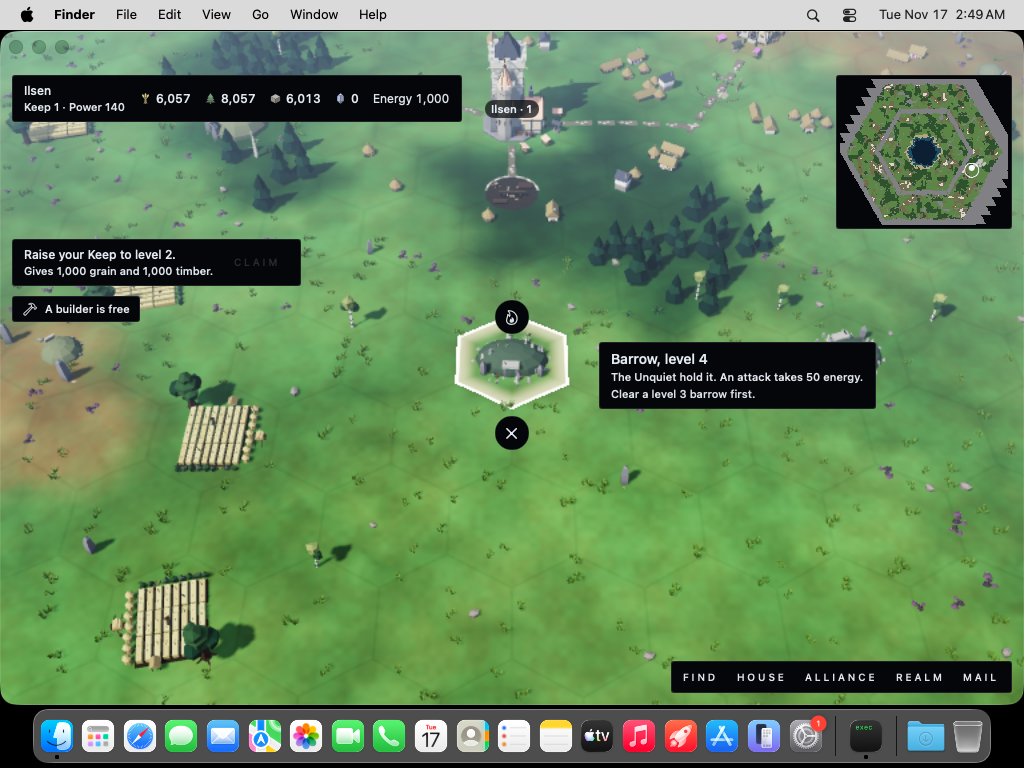 Finder File Edit View Go Window Help
Tue Nov 17 2:49 AM
Ilsen
Keep 1 · Power 140
6,057
8,057
6,013
0
Energy 1,000
Ilsen · 1
Raise your Keep to level 2.
Gives 1,000 grain and 1,000 timber.
CLAIM
A builder is free
Barrow, level 4
The Unquiet hold it. An attack takes 50 energy.
Clear a level 3 barrow first.
FIND HOUSE ALLIANCE REALM MAIL
Tue
17
tv
1
exec